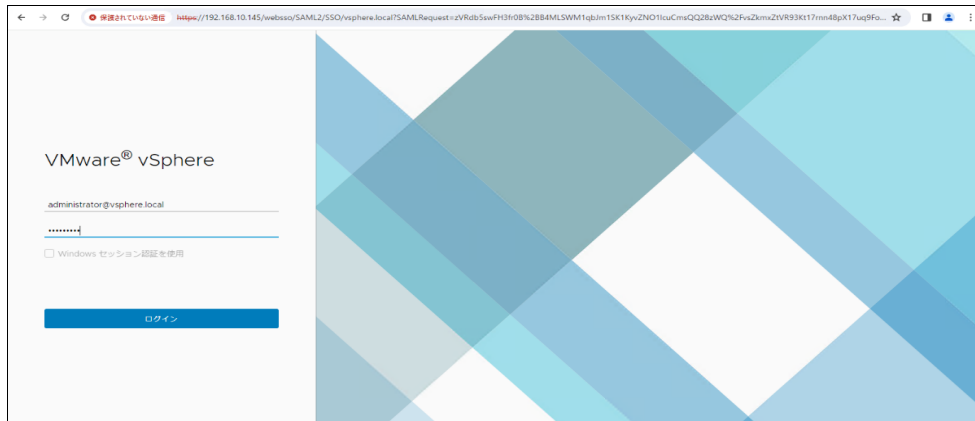 保護されていない通信 https://192.168.10.145/websso/SAML2/SSO/vsphere.local?SAMLRequest=zVRdb5swFH3fr0B%2BB4MLSWM1qbJm1SK1KyvZNO1lcuCmsQQ28zWQ%2FvsZkmxZtVR93Kt17rnn48pX17uq9Fo...
VMware® vSphere
administrator@vsphere.local
•••••••••
Windows セッション認証を使用
ログイン